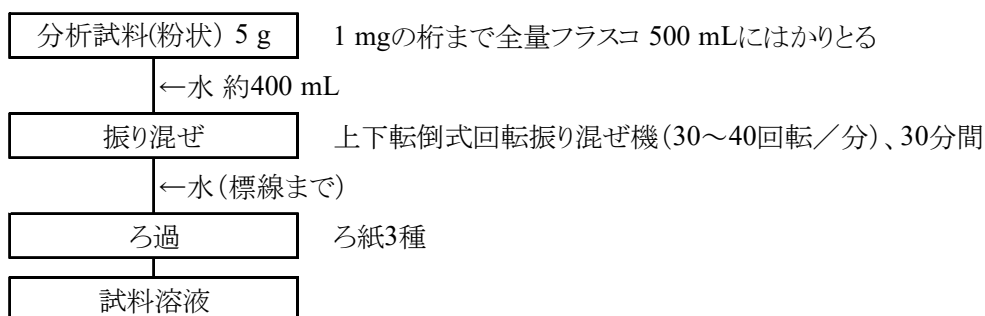 分析試料(粉状) 5 g 1 mgの桁まで全量フラスコ 500 mLにはかりとる
←水 約400 mL
振り混ぜ 上下転倒式回転振り混ぜ機(30～40回転／分)、30分間
←水(標線まで)
ろ過 ろ紙3種
試料溶液